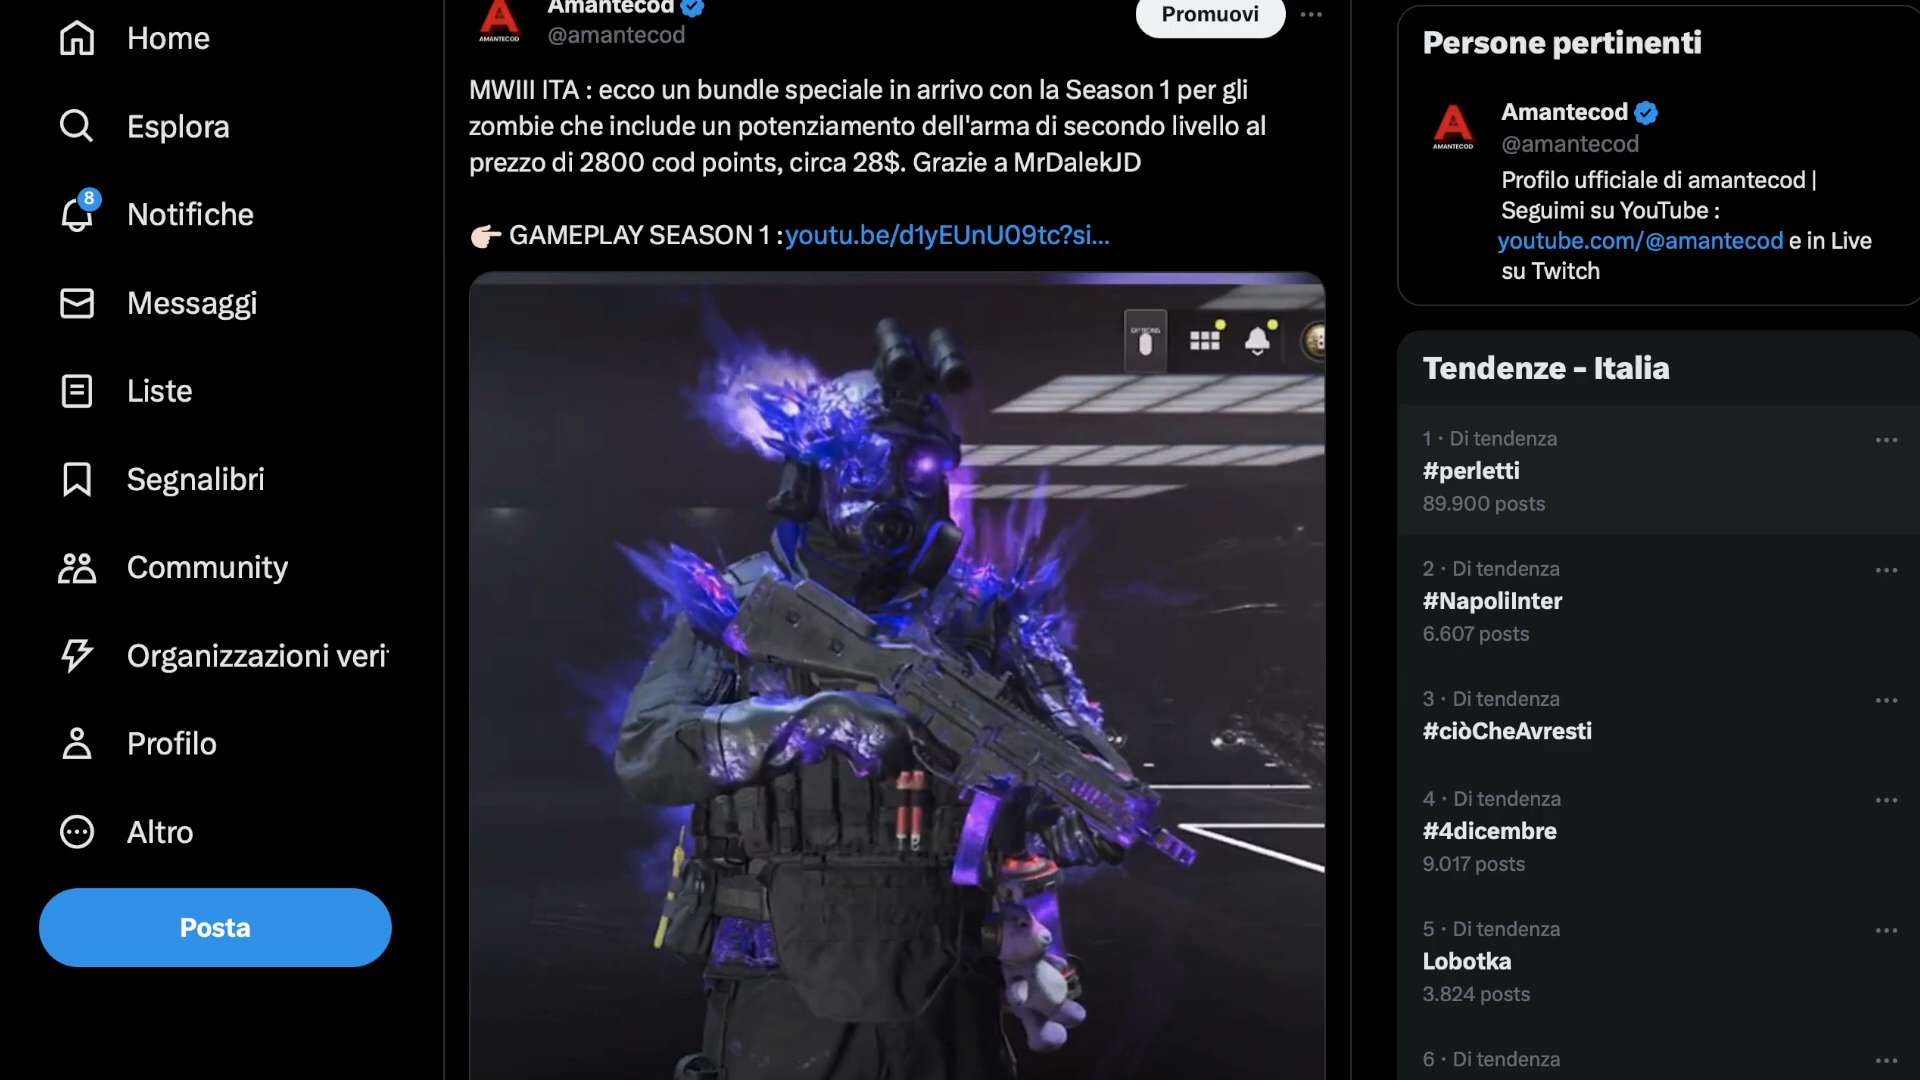 Home
Esplora
8
Notifiche
Messaggi
Liste
Segnalibri
Community
Organizzazioni veri
Profilo
Altro
Posta
AMANTECOD
Amantecod
@amantecod
Promuovi
MWIII ITA : ecco un bundle speciale in arrivo con la Season 1 per gli
zombie che include un potenziamento dell'arma di secondo livello al
prezzo di 2800 cod points, circa 28$. Grazie a MrDalekJD
👉🏻 GAMEPLAY SEASON 1 : youtu.be/d1yEUnU09tc?si...
OPTIONS
Persone pertinenti
AMANTECOD
Amantecod
@amantecod
Profilo ufficiale di amantecod |
Seguimi su YouTube :
youtube.com/@amantecod e in Live
su Twitch
Tendenze - Italia
1 · Di tendenza
#perletti
89.900 posts
2 · Di tendenza
#NapoliInter
6.607 posts
3 · Di tendenza
#ciòCheAvresti
4 · Di tendenza
#4dicembre
9.017 posts
5 · Di tendenza
Lobotka
3.824 posts
6 · Di tendenza